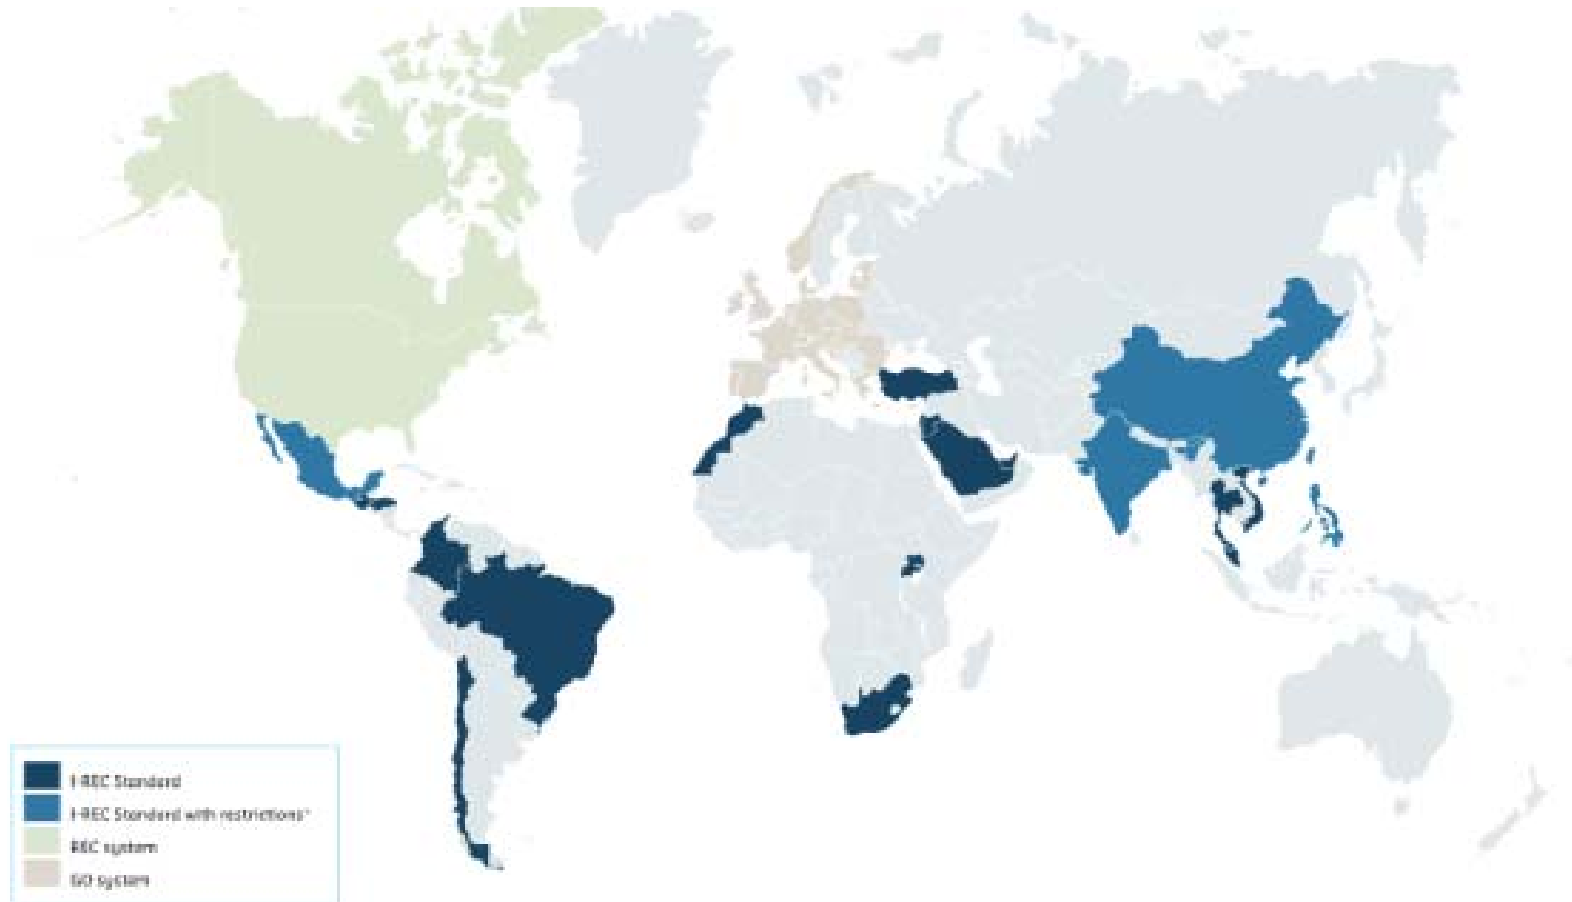 I-REC Standard
I-REC Standard with restrictions*
REC system
GO system